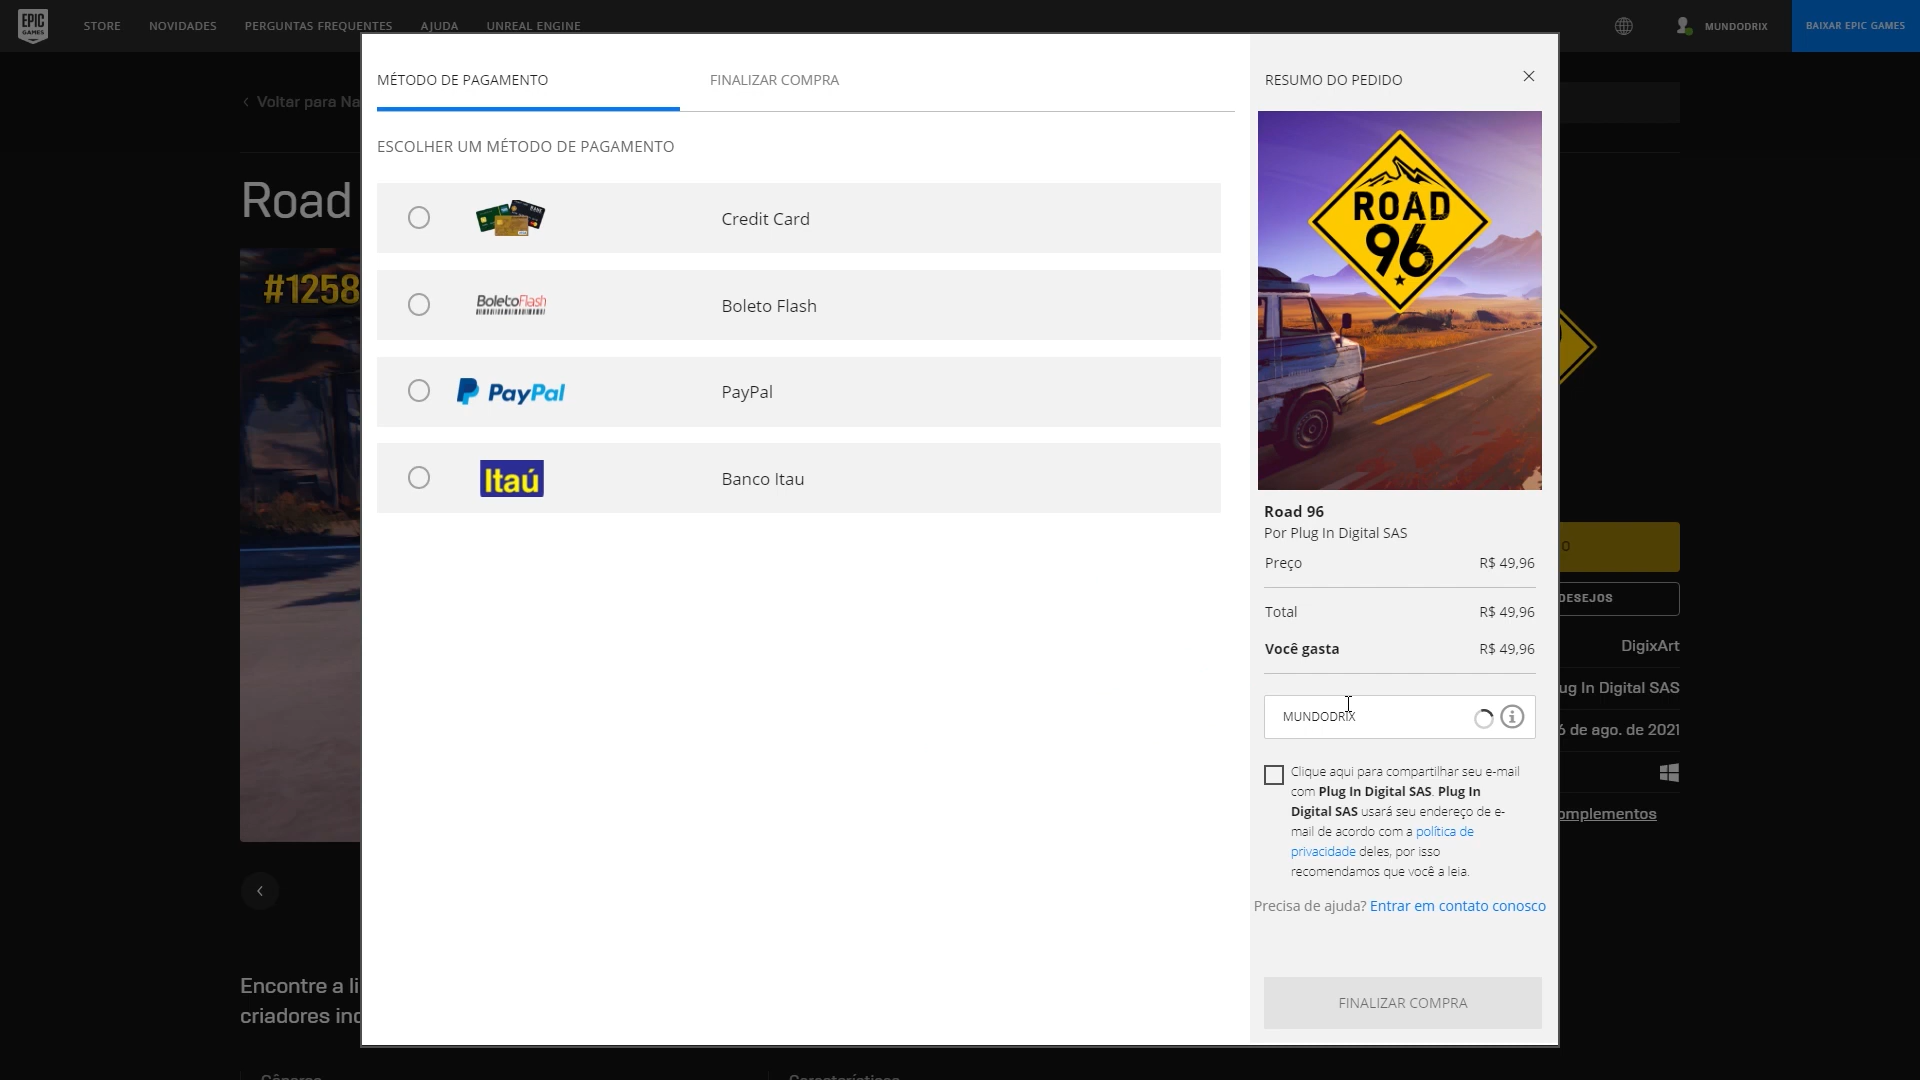 EPIC GAMES
STORE
NOVIDADES
PERGUNTAS FREQUENTES
AJUDA
UNREAL ENGINE
MUNDODRIX
BAIXAR EPIC GAMES
Voltar para Na
Road
#1258
MÉTODO DE PAGAMENTO
FINALIZAR COMPRA
ESCOLHER UM MÉTODO DE PAGAMENTO
Credit Card
BoletoFlash
Boleto Flash
PayPal
PayPal
Itaú
Banco Itau
RESUMO DO PEDIDO
ROAD
96
Road 96
Por Plug In Digital SAS
Preço R$ 49,96
Total R$ 49,96
Você gasta R$ 49,96
MUNDODRIX
Clique aqui para compartilhar seu e-mail
com Plug In Digital SAS. Plug In
Digital SAS usará seu endereço de e-
mail de acordo com a política de
privacidade deles, por isso
recomendamos que você a leia.
Precisa de ajuda? Entrar em contato conosco
FINALIZAR COMPRA
DESEJOS
DigixArt
ug In Digital SAS
de ago. de 2021
omplementos
Encontre a li
criadores inc
Gêneros
Características